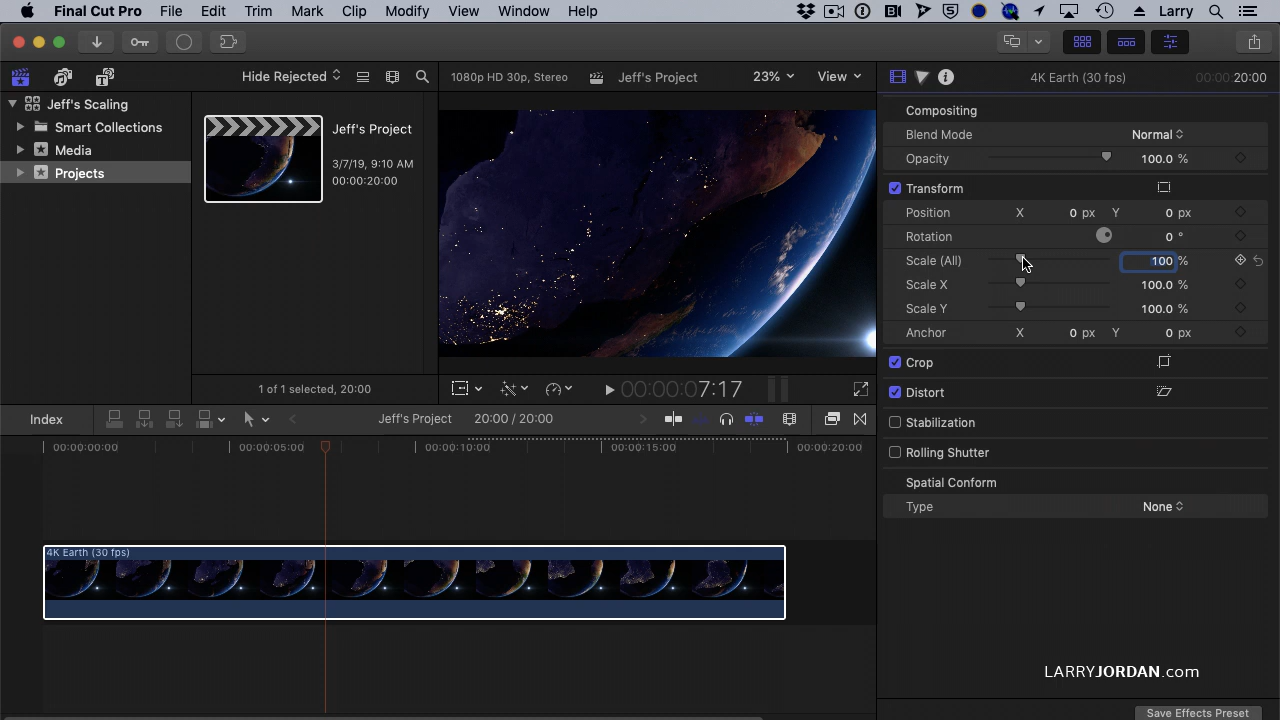 Final Cut Pro File Edit Trim Mark Clip Modify View Window Help Larry
Hide Rejected
1080p HD 30p, Stereo Jeff's Project 23% View
4K Earth (30 fps) 00:00:20:00
Jeff's Scaling
Smart Collections
Media
Projects
Jeff's Project
3/7/19, 9:10 AM
00:00:20:00
1 of 1 selected, 20:00
00:00:07:17
Compositing
Blend Mode Normal
Opacity 100.0 %
Transform
Position X 0 px Y 0 px
Rotation 0 °
Scale (All) 100 %
Scale X 100.0 %
Scale Y 100.0 %
Anchor X 0 px Y 0 px
Crop
Distort
Stabilization
Rolling Shutter
Spatial Conform
Type None
Index Jeff's Project 20:00 / 20:00
00:00:00:00 00:00:05:00 00:00:10:00 00:00:15:00 00:00:20:00
4K Earth (30 fps)
LARRYJORDAN.com
Save Effects Preset